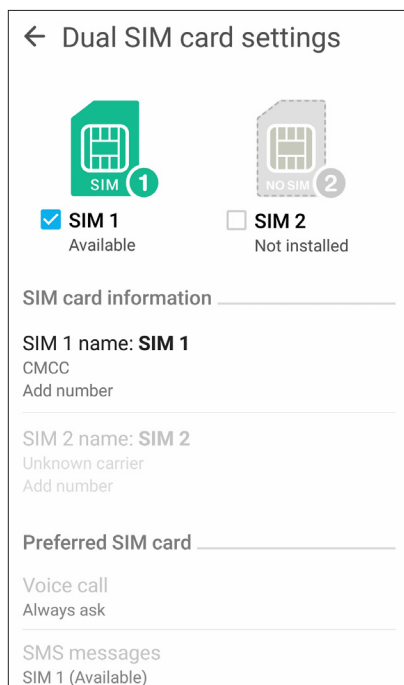 Dual SIM card settings
SIM 1
NO SIM 2
SIM 1
Available
SIM 2
Not installed
SIM card information
SIM 1 name: SIM 1
CMCC
Add number
SIM 2 name: SIM 2
Unknown carrier
Add number
Preferred SIM card
Voice call
Always ask
SMS messages
SIM 1 (Available)